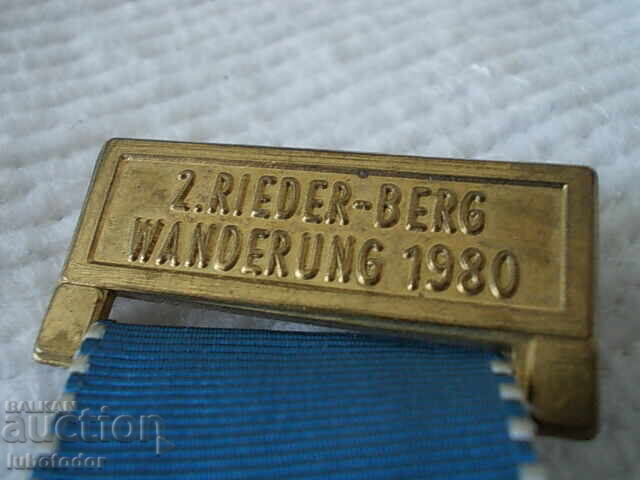 2.RIEDER-BERG
WANDERUNG 1980
BALKAN
auction
lubotodor